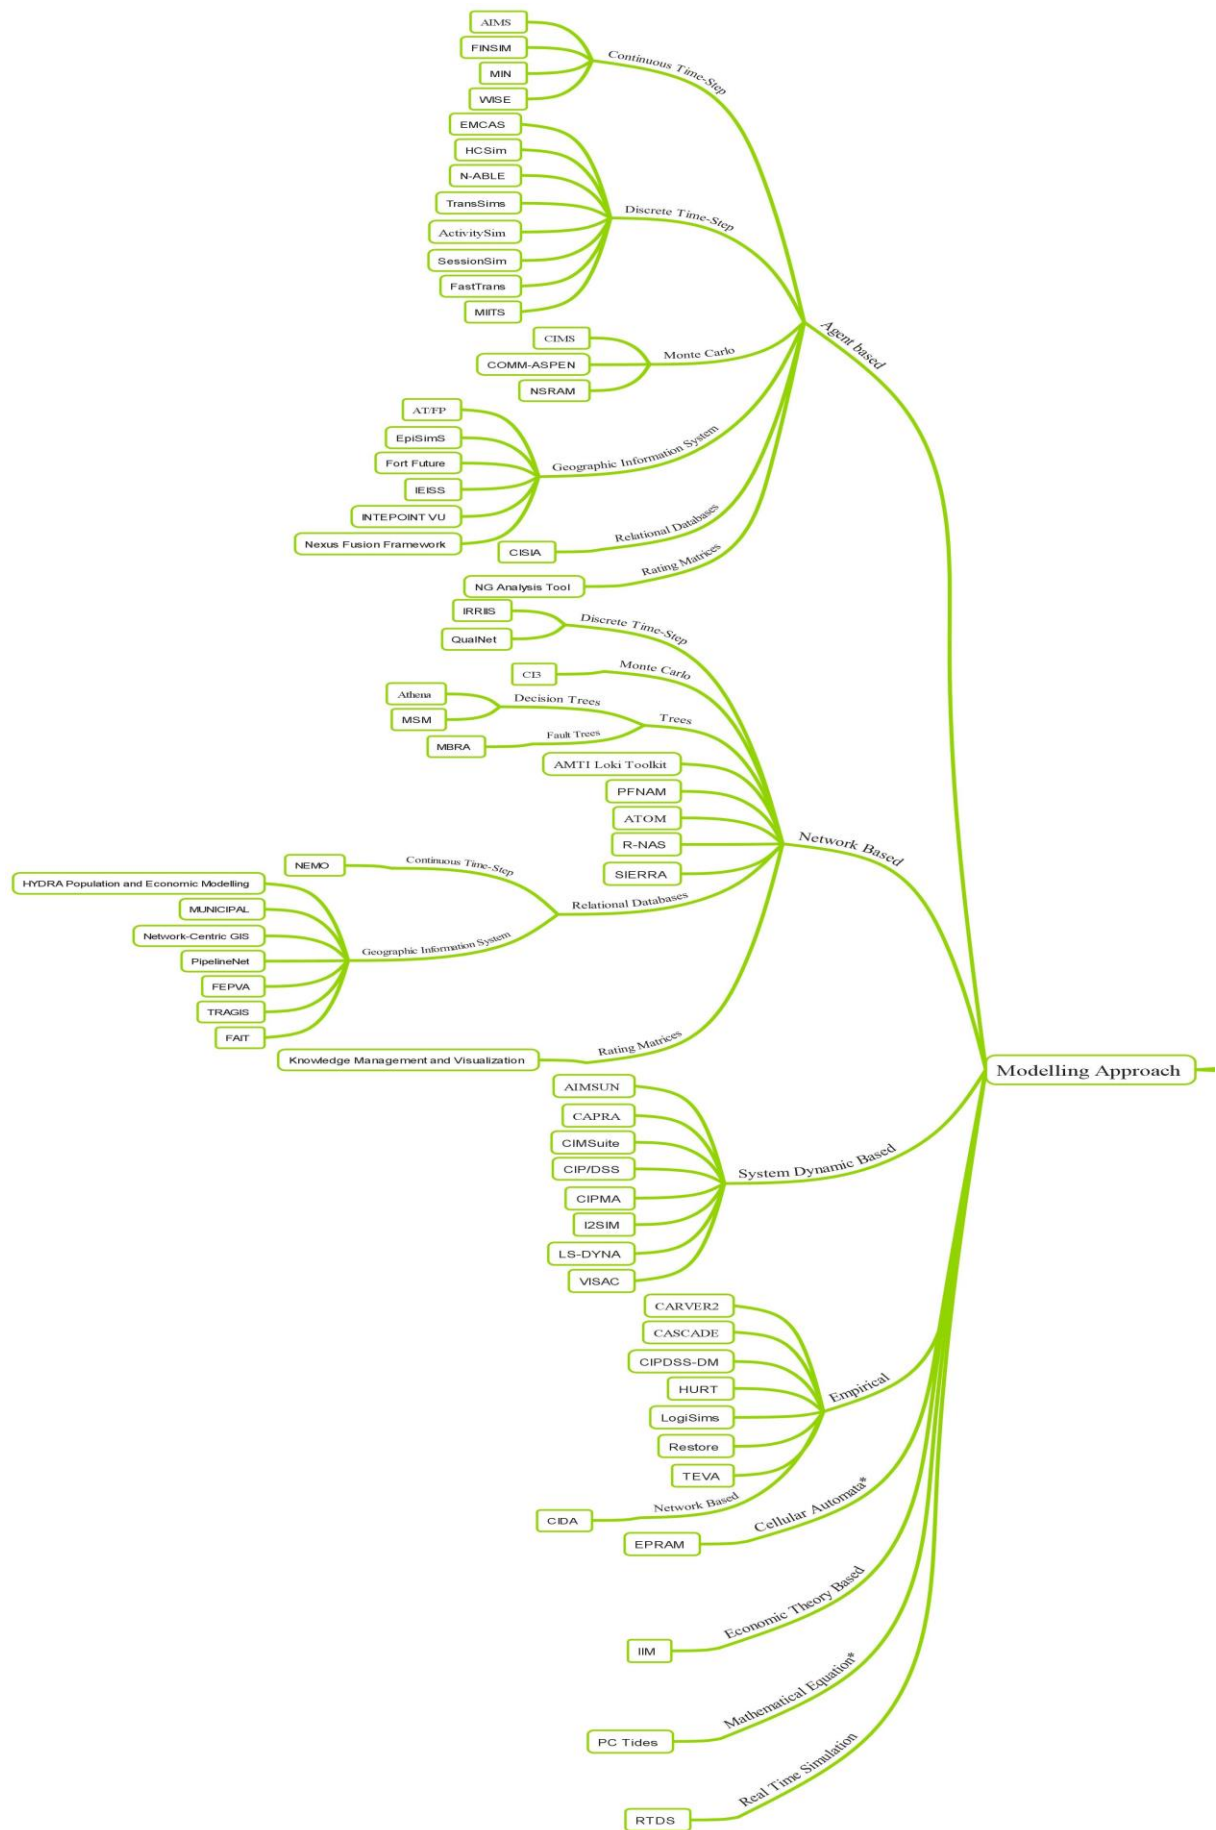 AIMS
FINSIM
MIN
WISE
Continuous Time-Step
EMCAS
HCSim
N-ABLE
TransSims
ActivitySim
SessionSim
FastTrans
MIITS
Discrete Time-Step
CIMS
COMM-ASPEN
NSRAM
Monte Carlo
AT/FP
EpiSimS
Fort Future
IEISS
INTEPOINT VU
Nexus Fusion Framework
Geographic Information System
CISIA
Relational Databases
NG Analysis Tool
Rating Matrices
Agent based
IRRIIS
QualNet
Discrete Time-Step
CI3
Monte Carlo
Athena
MSM
Decision Trees
MBRA
Fault Trees
Trees
AMTI Loki Toolkit
PFNAM
ATOM
R-NAS
SIERRA
NEMO
Continuous Time-Step
HYDRA Population and Economic Modelling
MUNICIPAL
Network-Centric GIS
PipelineNet
FEPVA
TRAGIS
FAIT
Geographic Information System
Relational Databases
Knowledge Management and Visualization
Rating Matrices
Network Based
Modelling Approach
AIMSUN
CAPRA
CIMSuite
CIP/DSS
CIPMA
I2SIM
LS-DYNA
VISAC
System Dynamic Based
CARVER2
CASCADE
CIPDSS-DM
HURT
LogiSims
Restore
TEVA
CIDA
Network Based
Empirical
EPRAM
Cellular Automata*
IIM
Economic Theory Based
PC Tides
Mathematical Equation*
RTDS
Real Time Simulation